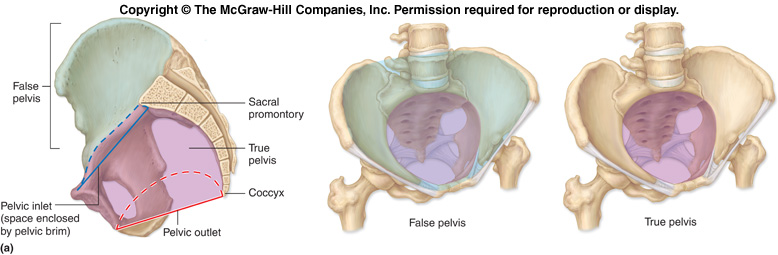 Copyright © The McGraw-Hill Companies, Inc. Permission required for reproduction or display.
False
pelvis
Sacral
promontory
True
pelvis
Coccyx
Pelvic inlet
(space enclosed
by pelvic brim)
Pelvic outlet
(a)
False pelvis
True pelvis